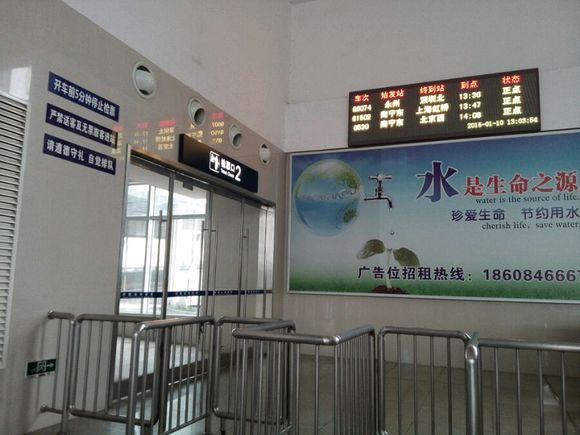 开车前5分钟停止检票
严禁送客及无票旅客进站
请遵德守礼 自觉排队
检票口 2
车次 始发站 终到站 到点 状态
66074 永州 深圳北 13:36 正点
G1502 南宁东 上海虹桥 13:47 正点
G530 南宁东 北京西 14:08 正点
2016-01-10 13:03:54
水是生命之源
water is the source of life.
珍爱生命 节约用水
cherish life, save water.
广告位招租热线: 1860846667